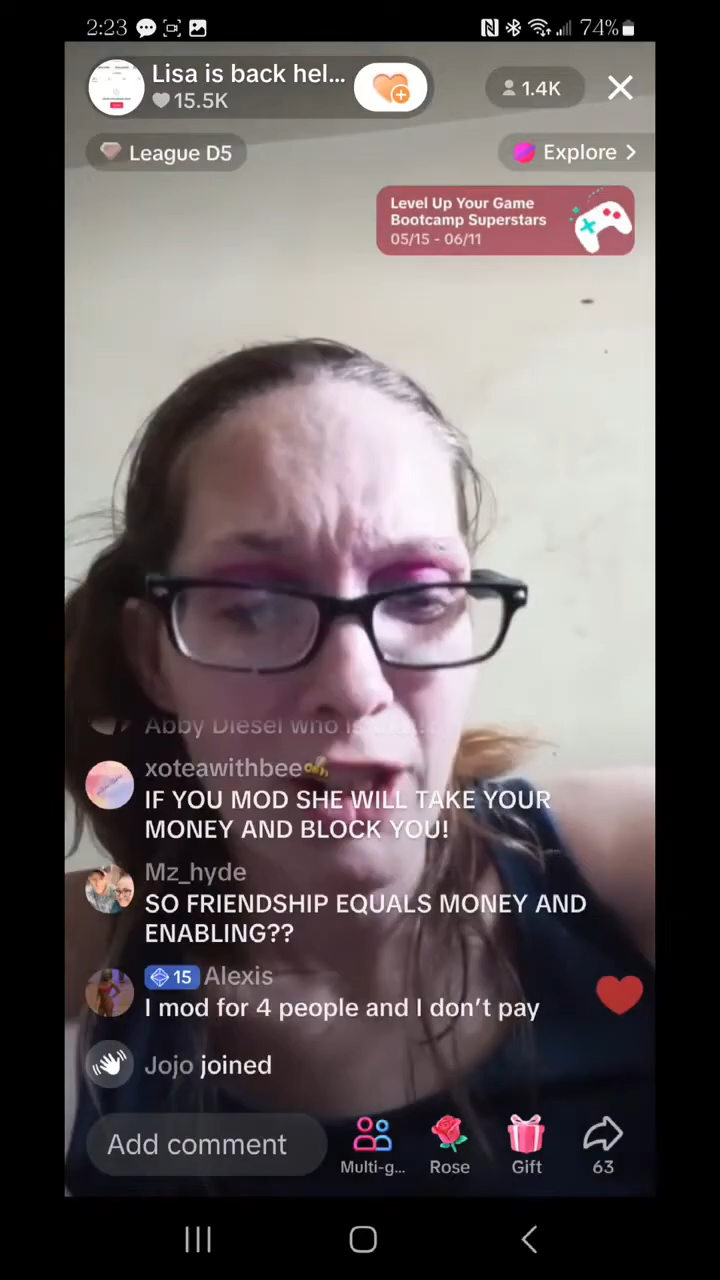 2:23
74%
Lisa is back hel...
15.5K
1.4K
League D5
Explore >
Level Up Your Game
Bootcamp Superstars
05/15 - 06/11
Abby Diesel who is
xoteawithbee🐝
IF YOU MOD SHE WILL TAKE YOUR
MONEY AND BLOCK YOU!
Mz_hyde
SO FRIENDSHIP EQUALS MONEY AND
ENABLING??
15 Alexis
I mod for 4 people and I don't pay
Jojo joined
Add comment
Multi-g...
Rose
Gift
63